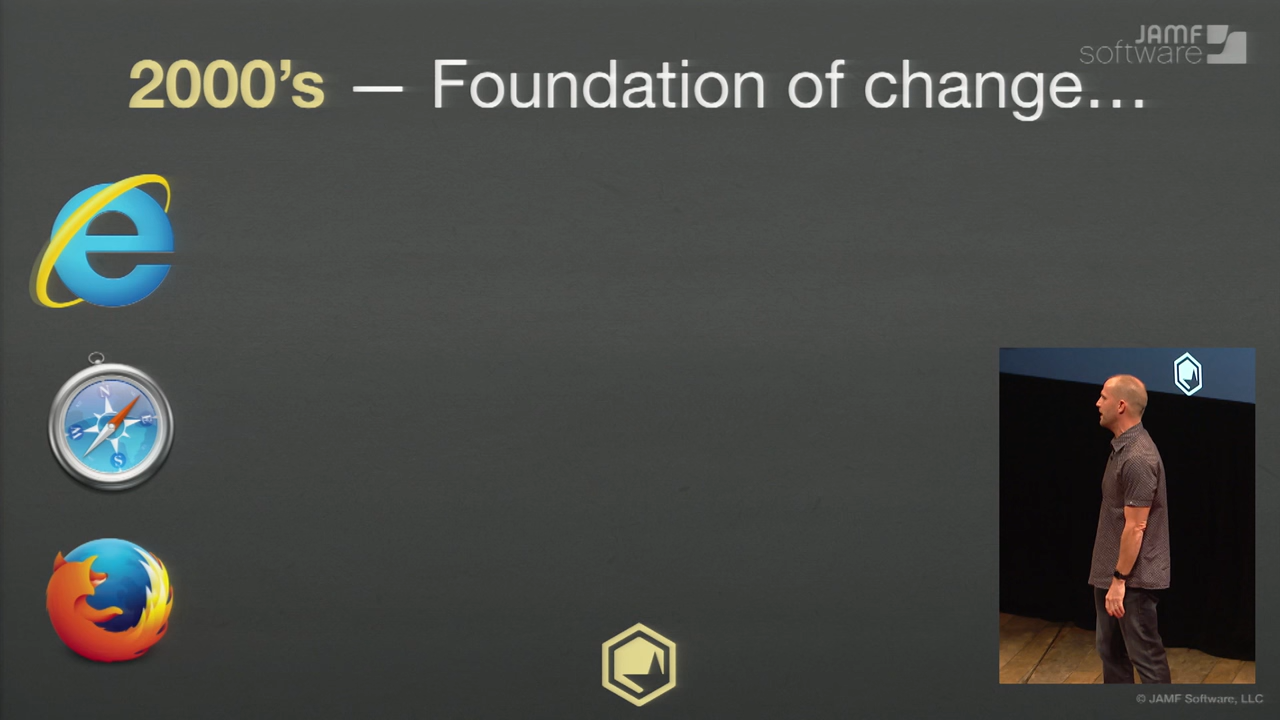 JAMF
software
2000's — Foundation of change...
N
W
E
S
© JAMF Software, LLC